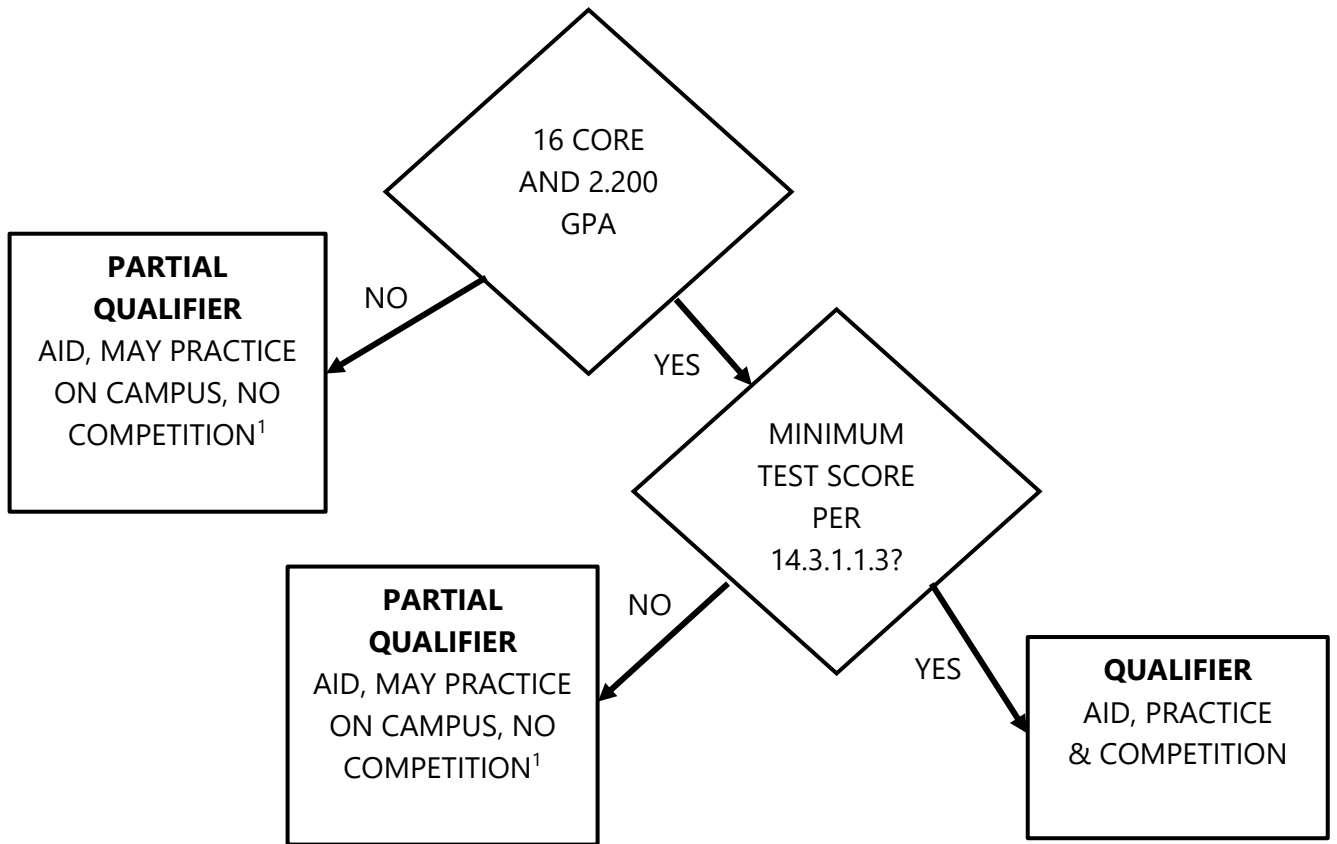 16 CORE
AND 2.200
GPA
NO
PARTIAL
QUALIFIER
AID, MAY PRACTICE
ON CAMPUS, NO
COMPETITION¹
YES
MINIMUM
TEST SCORE
PER
14.3.1.1.3?
NO
PARTIAL
QUALIFIER
AID, MAY PRACTICE
ON CAMPUS, NO
COMPETITION¹
YES
QUALIFIER
AID, PRACTICE
& COMPETITION